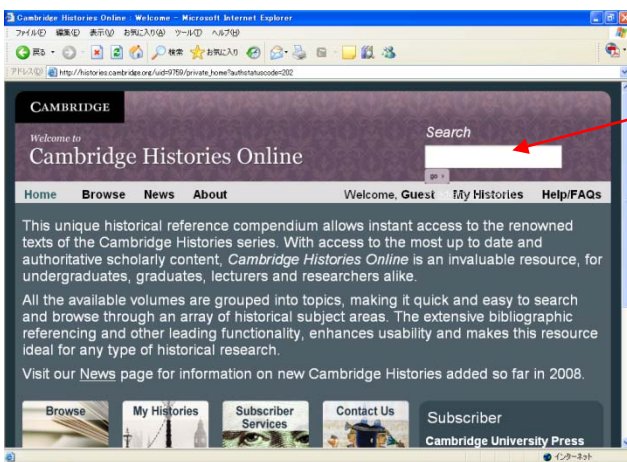 Cambridge Histories Online : Welcome - Microsoft Internet Explorer
ファイル(F) 編集(E) 表示(V) お気に入り(A) ツール(T) ヘルプ(H)
戻る 検索 お気に入り
アドレス(D) http://histories.cambridge.org/uid=9759/private_home?authstatuscode=202
CAMBRIDGE
Welcome to
Cambridge Histories Online
Search
go
Home Browse News About Welcome, Guest My Histories Help/FAQs
This unique historical reference compendium allows instant access to the renowned
texts of the Cambridge Histories series. With access to the most up to date and
authoritative scholarly content, Cambridge Histories Online is an invaluable resource, for
undergraduates, graduates, lecturers and researchers alike.
All the available volumes are grouped into topics, making it quick and easy to search
and browse through an array of historical subject areas. The extensive bibliographic
referencing and other leading functionality, enhances usability and makes this resource
ideal for any type of historical research.
Visit our News page for information on new Cambridge Histories added so far in 2008.
Browse My Histories Subscriber Services Contact Us
Subscriber
Cambridge University Press
インターネット